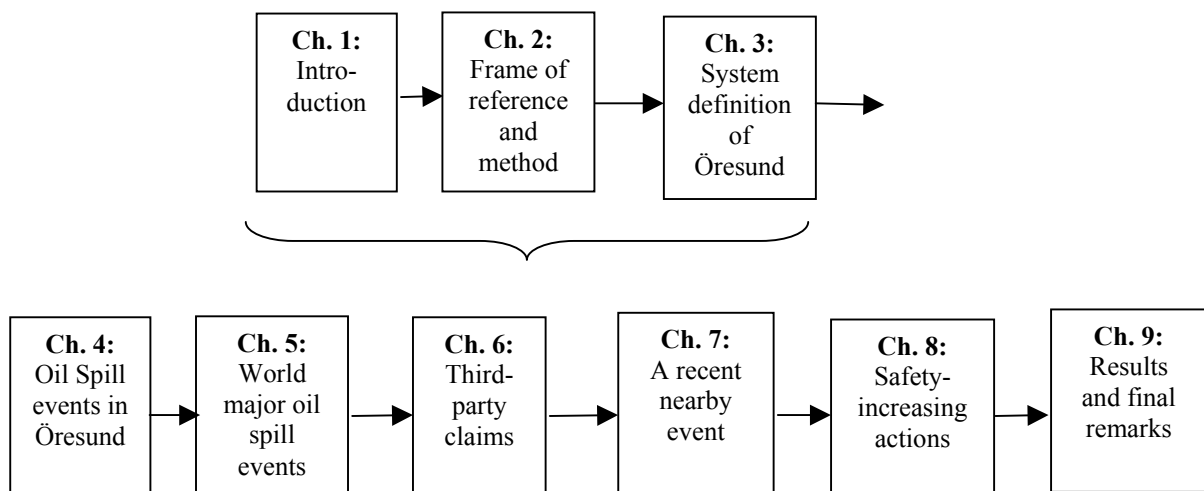 Ch. 1:
Intro-
duction
Ch. 2:
Frame of
reference
and
method
Ch. 3:
System
definition
of
Öresund
Ch. 4:
Oil Spill
events in
Öresund
Ch. 5:
World
major oil
spill
events
Ch. 6:
Third-
party
claims
Ch. 7:
A recent
nearby
event
Ch. 8:
Safety-
increasing
actions
Ch. 9:
Results
and final
remarks